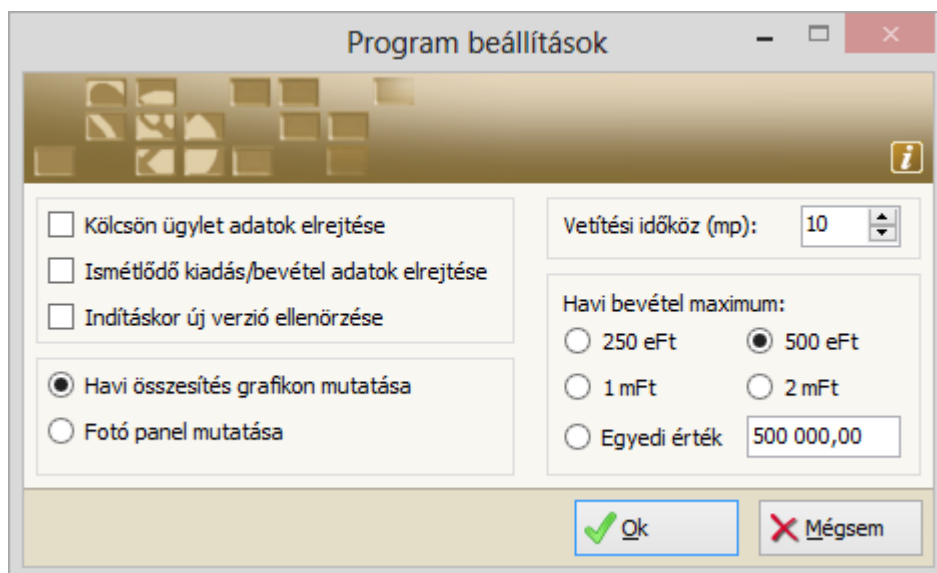 Program beállítások
i
Kölcsön ügylet adatok elrejtése
Ismétlődő kiadás/bevétel adatok elrejtése
Indításkor új verzió ellenörzése
Havi összesítés grafikon mutatása
Fotó panel mutatása
Vetítési időköz (mp): 10
Havi bevétel maximum:
250 eFt 500 eFt
1 mFt 2 mFt
Egyedi érték 500 000,00
Ok Mégsem